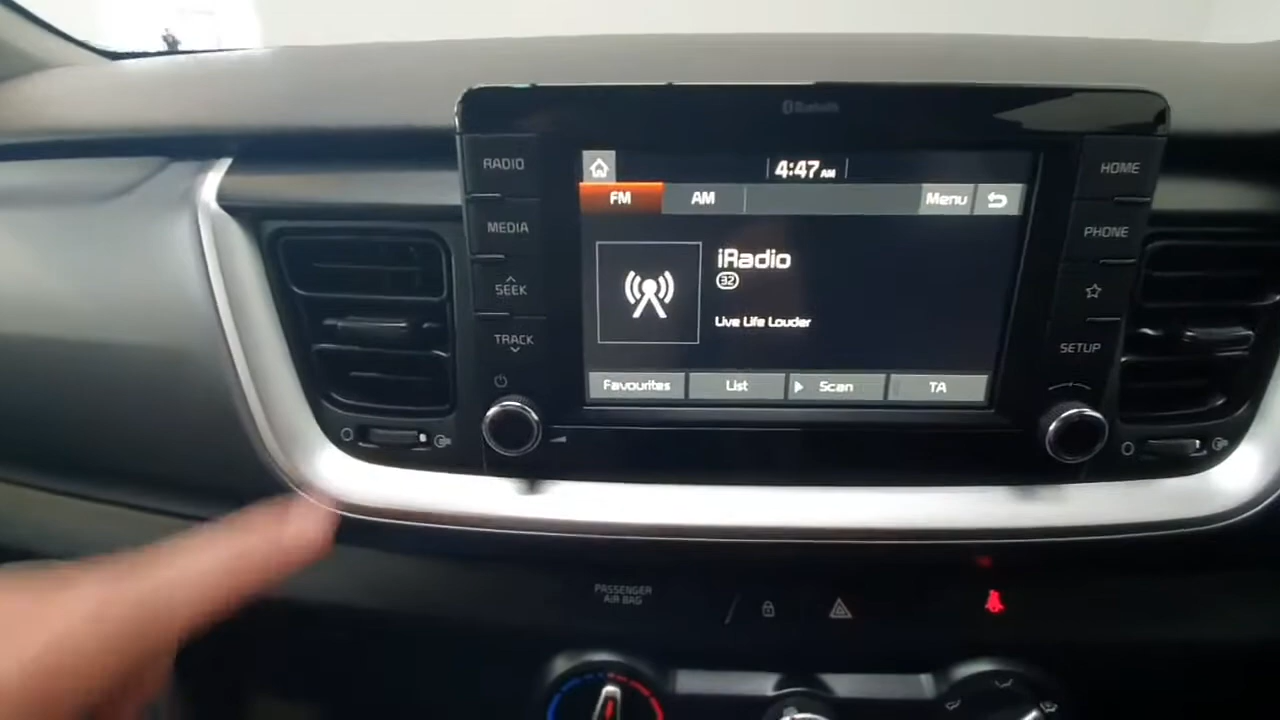 Bluetooth
RADIO
MEDIA
SEEK
TRACK
4:47 AM
FM AM Menu
iRadio
32
Live Life Louder
Favourites List Scan TA
HOME
PHONE
SETUP
PASSENGER
AIR BAG